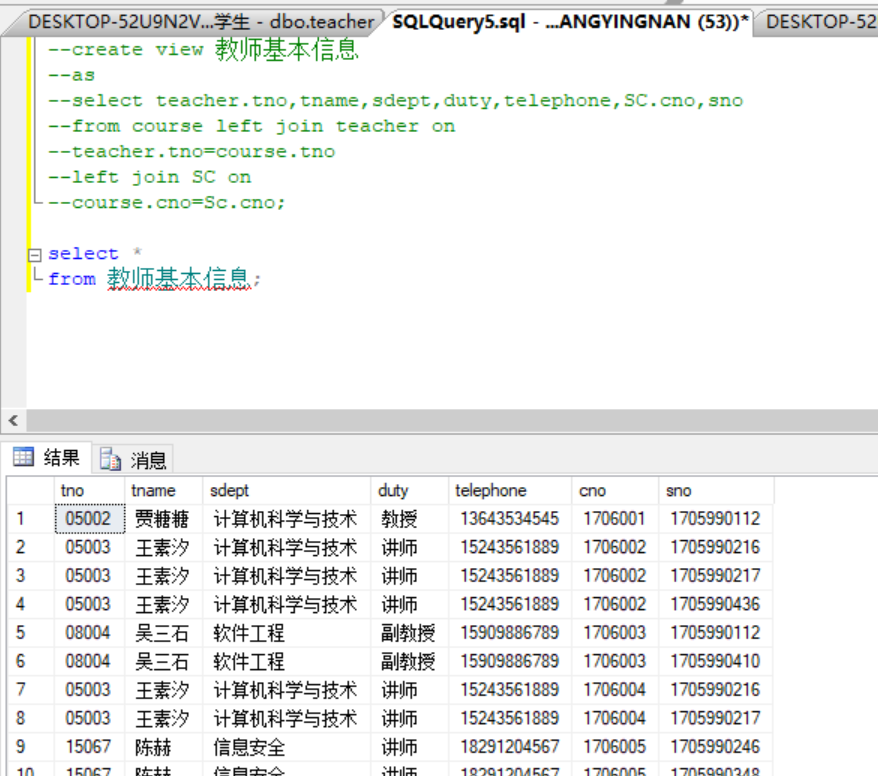 DESKTOP-52U9N2V...学生 - dbo.teacher SQLQuery5.sql - ...ANGYINGNAN (53))* DESKTOP-52
--create view 教师基本信息
--as
--select teacher.tno,tname,sdept,duty,telephone,SC.cno,sno
--from course left join teacher on
--teacher.tno=course.tno
--left join SC on
--course.cno=Sc.cno;
select *
from 教师基本信息;
结果 消息
tno tname sdept duty telephone cno sno
1 05002 贾糖糖 计算机科学与技术 教授 13643534545 1706001 1705990112
2 05003 王素汐 计算机科学与技术 讲师 15243561889 1706002 1705990216
3 05003 王素汐 计算机科学与技术 讲师 15243561889 1706002 1705990217
4 05003 王素汐 计算机科学与技术 讲师 15243561889 1706002 1705990436
5 08004 吴三石 软件工程 副教授 15909886789 1706003 1705990112
6 08004 吴三石 软件工程 副教授 15909886789 1706003 1705990410
7 05003 王素汐 计算机科学与技术 讲师 15243561889 1706004 1705990216
8 05003 王素汐 计算机科学与技术 讲师 15243561889 1706004 1705990217
9 15067 陈赫 信息安全 讲师 18291204567 1706005 1705990246
10 15067 陈赫 信息安全 讲师 18291204567 1706005 1705990348